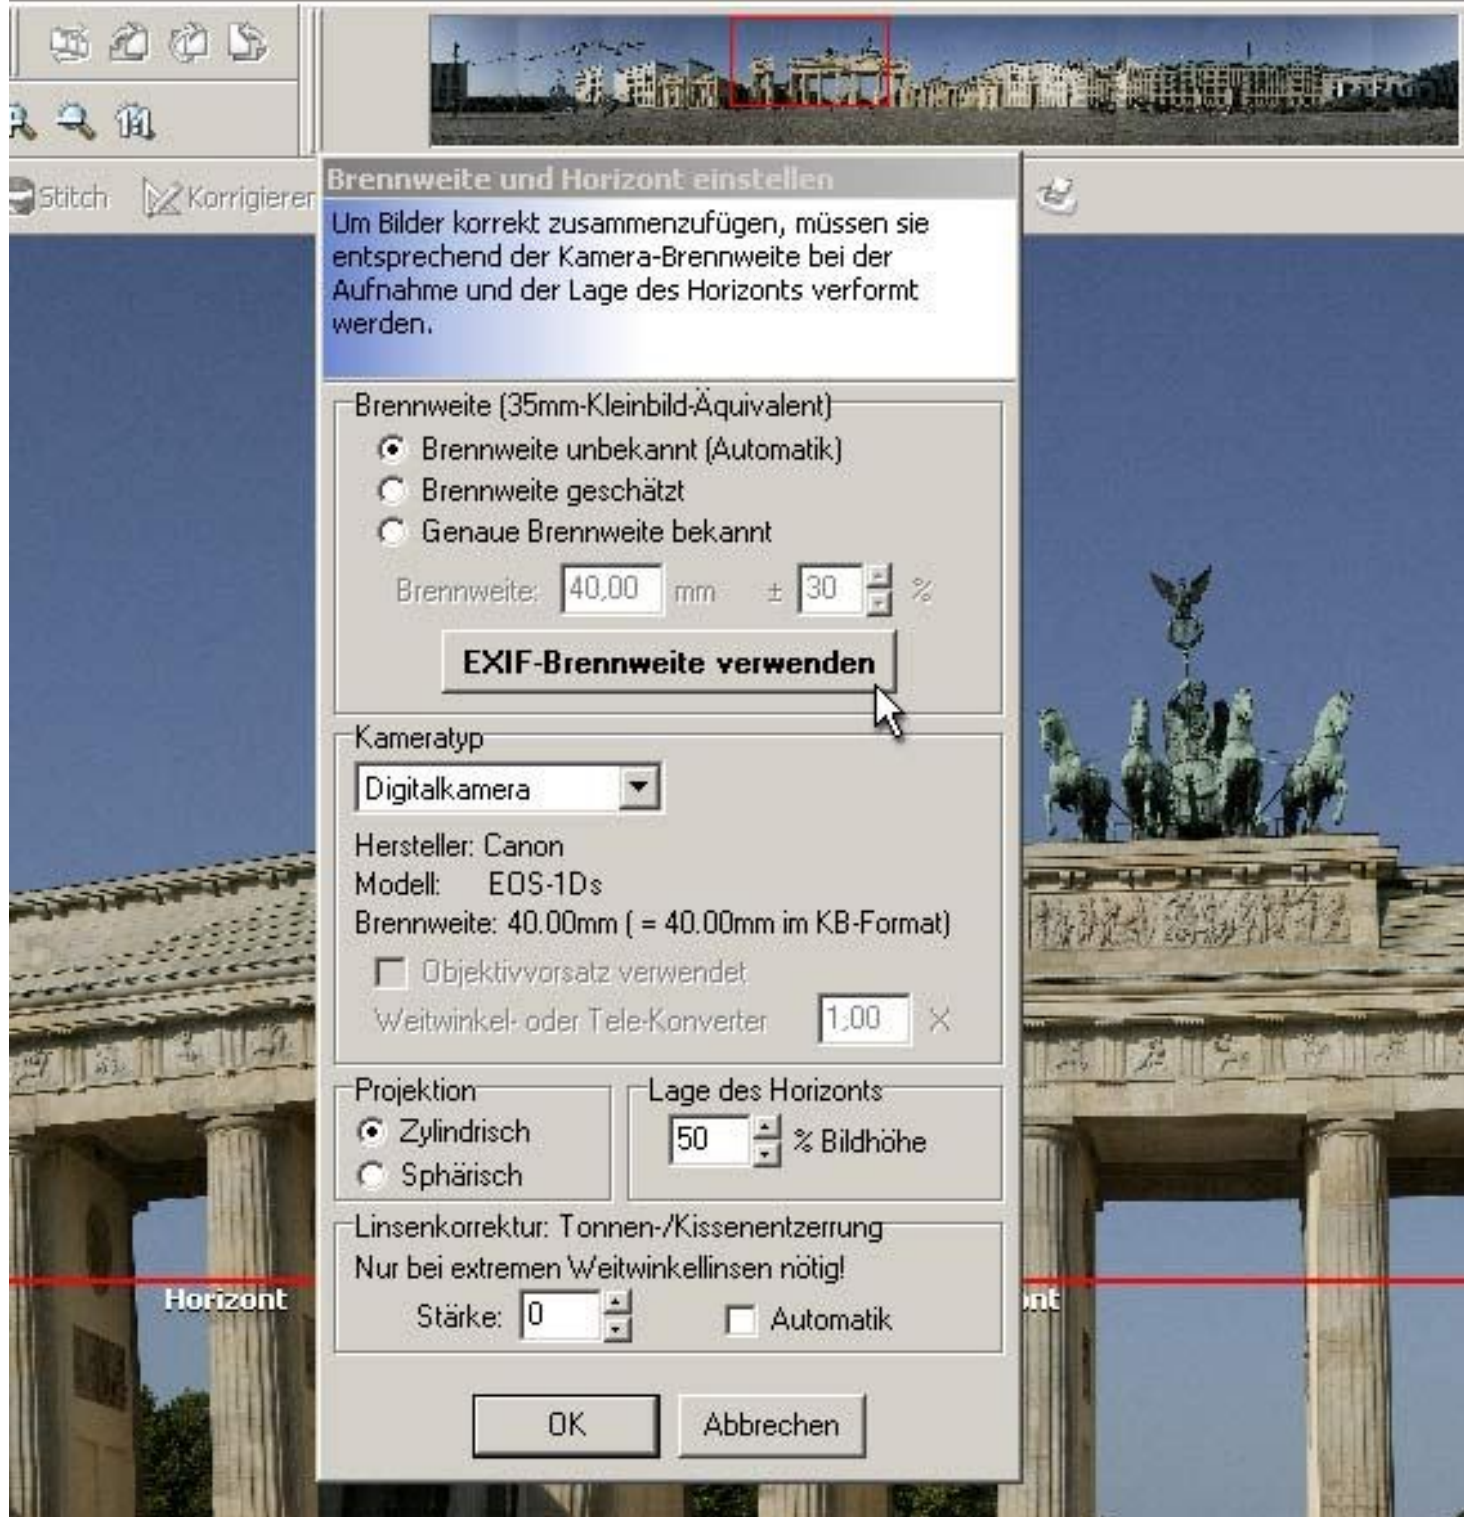 1:1
Stitch
Korrigieren
Brennweite und Horizont einstellen
Um Bilder korrekt zusammenzufügen, müssen sie
entsprechend der Kamera-Brennweite bei der
Aufnahme und der Lage des Horizonts verformt
werden.
Brennweite (35mm-Kleinbild-Äquivalent)
Brennweite unbekannt (Automatik)
Brennweite geschätzt
Genaue Brennweite bekannt
Brennweite: 40,00 mm ± 30 %
EXIF-Brennweite verwenden
Kameratyp
Digitalkamera
Hersteller: Canon
Modell: EOS-1Ds
Brennweite: 40.00mm ( = 40.00mm im KB-Format)
Objektivvorsatz verwendet
Weitwinkel- oder Tele-Konverter 1,00 X
Projektion
Zylindrisch
Sphärisch
Lage des Horizonts
50 % Bildhöhe
Linsenkorrektur: Tonnen-/Kissenentzerrung
Nur bei extremen Weitwinkellinsen nötig!
Horizont
ont
Stärke: 0 Automatik
OK Abbrechen